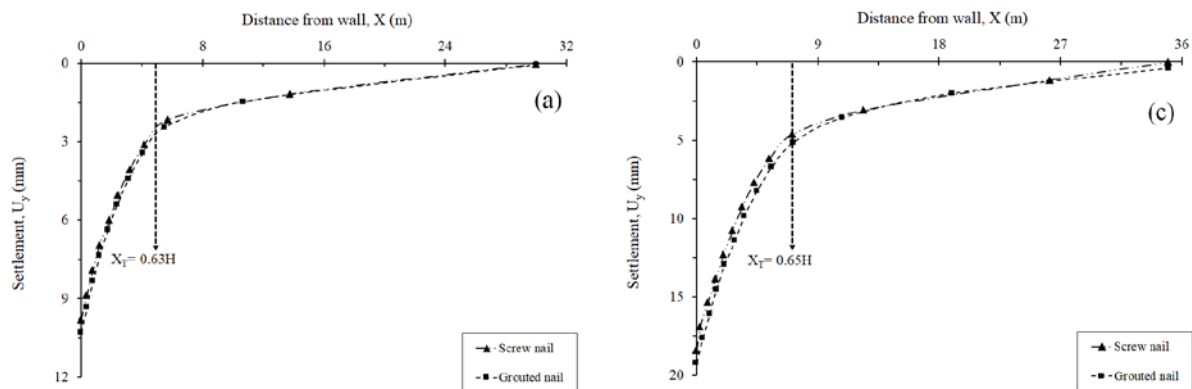 Distance from wall, X (m)
0 8 16 24 32
0
3
6
9
12
Settlement, Uy (mm)
(a)
XT= 0.63H
Screw nail
Grouted nail
Distance from wall, X (m)
0 9 18 27 36
0
5
10
15
20
Settlement, Uy (mm)
(c)
XT= 0.65H
Screw nail
Grouted nail